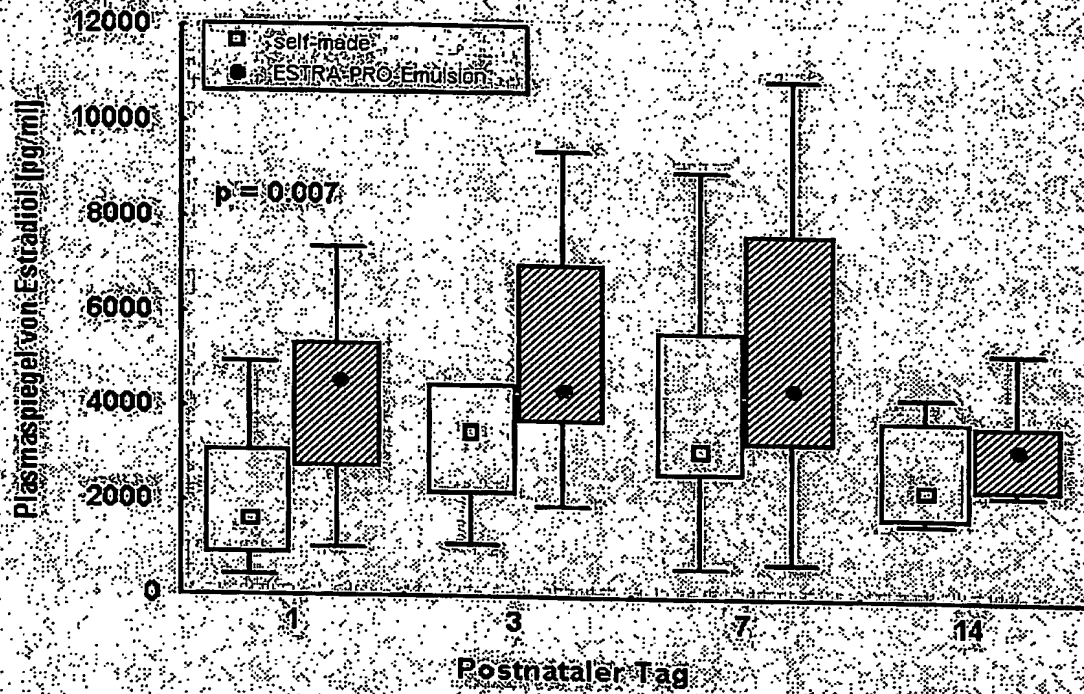 12000
self-made
ESTRA-PRO-Emulsion
10000
p = 0.007
8000
6000
4000
2000
0
Plasmaspiegel von Estradiol [pg/ml]
1 3 7 14
Postnataler Tag